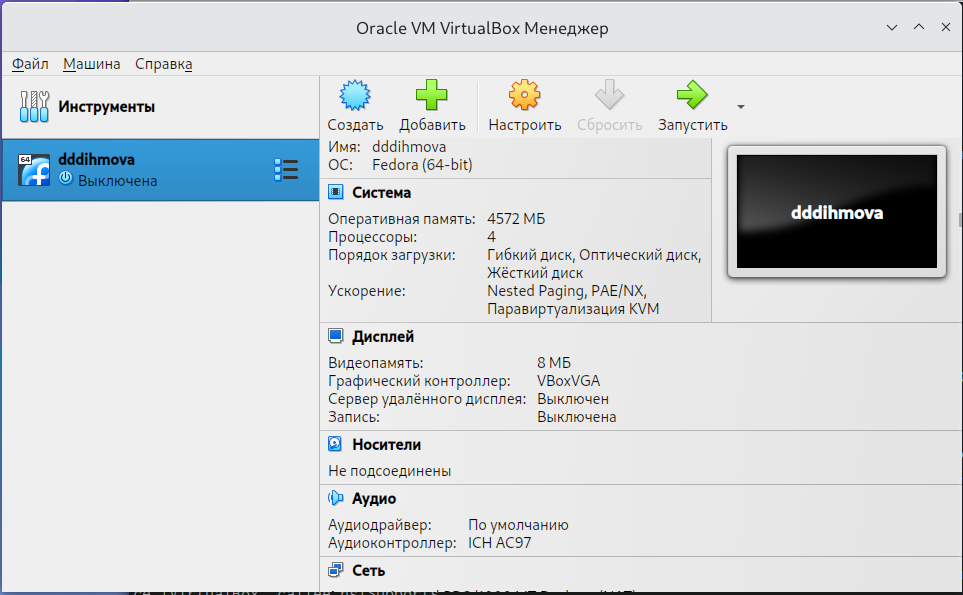 Oracle VM VirtualBox Менеджер
Файл Машина Справка
Инструменты
Создать Добавить Настроить Сбросить Запустить
64
dddihmova
Выключена
Имя: dddihmova
ОС: Fedora (64-bit)
dddihmova
Система
Оперативная память: 4572 МБ
Процессоры: 4
Порядок загрузки: Гибкий диск, Оптический диск,
Жёсткий диск
Ускорение: Nested Paging, PAE/NX,
Паравиртуализация KVM
Дисплей
Видеопамять: 8 МБ
Графический контроллер: VBoxVGA
Сервер удалённого дисплея: Выключен
Запись: Выключена
Носители
Не подсоединены
Аудио
Аудиодрайвер: По умолчанию
Аудиоконтроллер: ICH AC97
Сеть